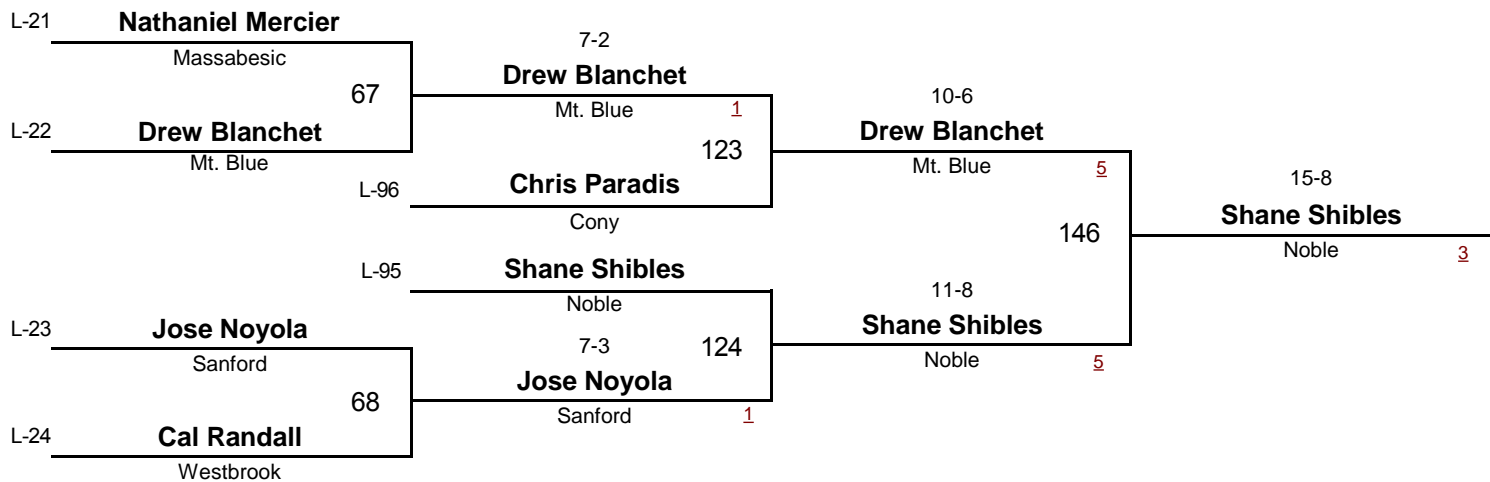 L-21 Nathaniel Mercier
Massabesic
67
L-22 Drew Blanchet
Mt. Blue
7-2
Drew Blanchet
Mt. Blue 1
123
L-96 Chris Paradis
Cony
10-6
Drew Blanchet
Mt. Blue 5
146
15-8
Shane Shibles
Noble 3
L-95 Shane Shibles
Noble
124
11-8
Shane Shibles
Noble 5
L-23 Jose Noyola
Sanford
68
7-3
Jose Noyola
Sanford 1
L-24 Cal Randall
Westbrook